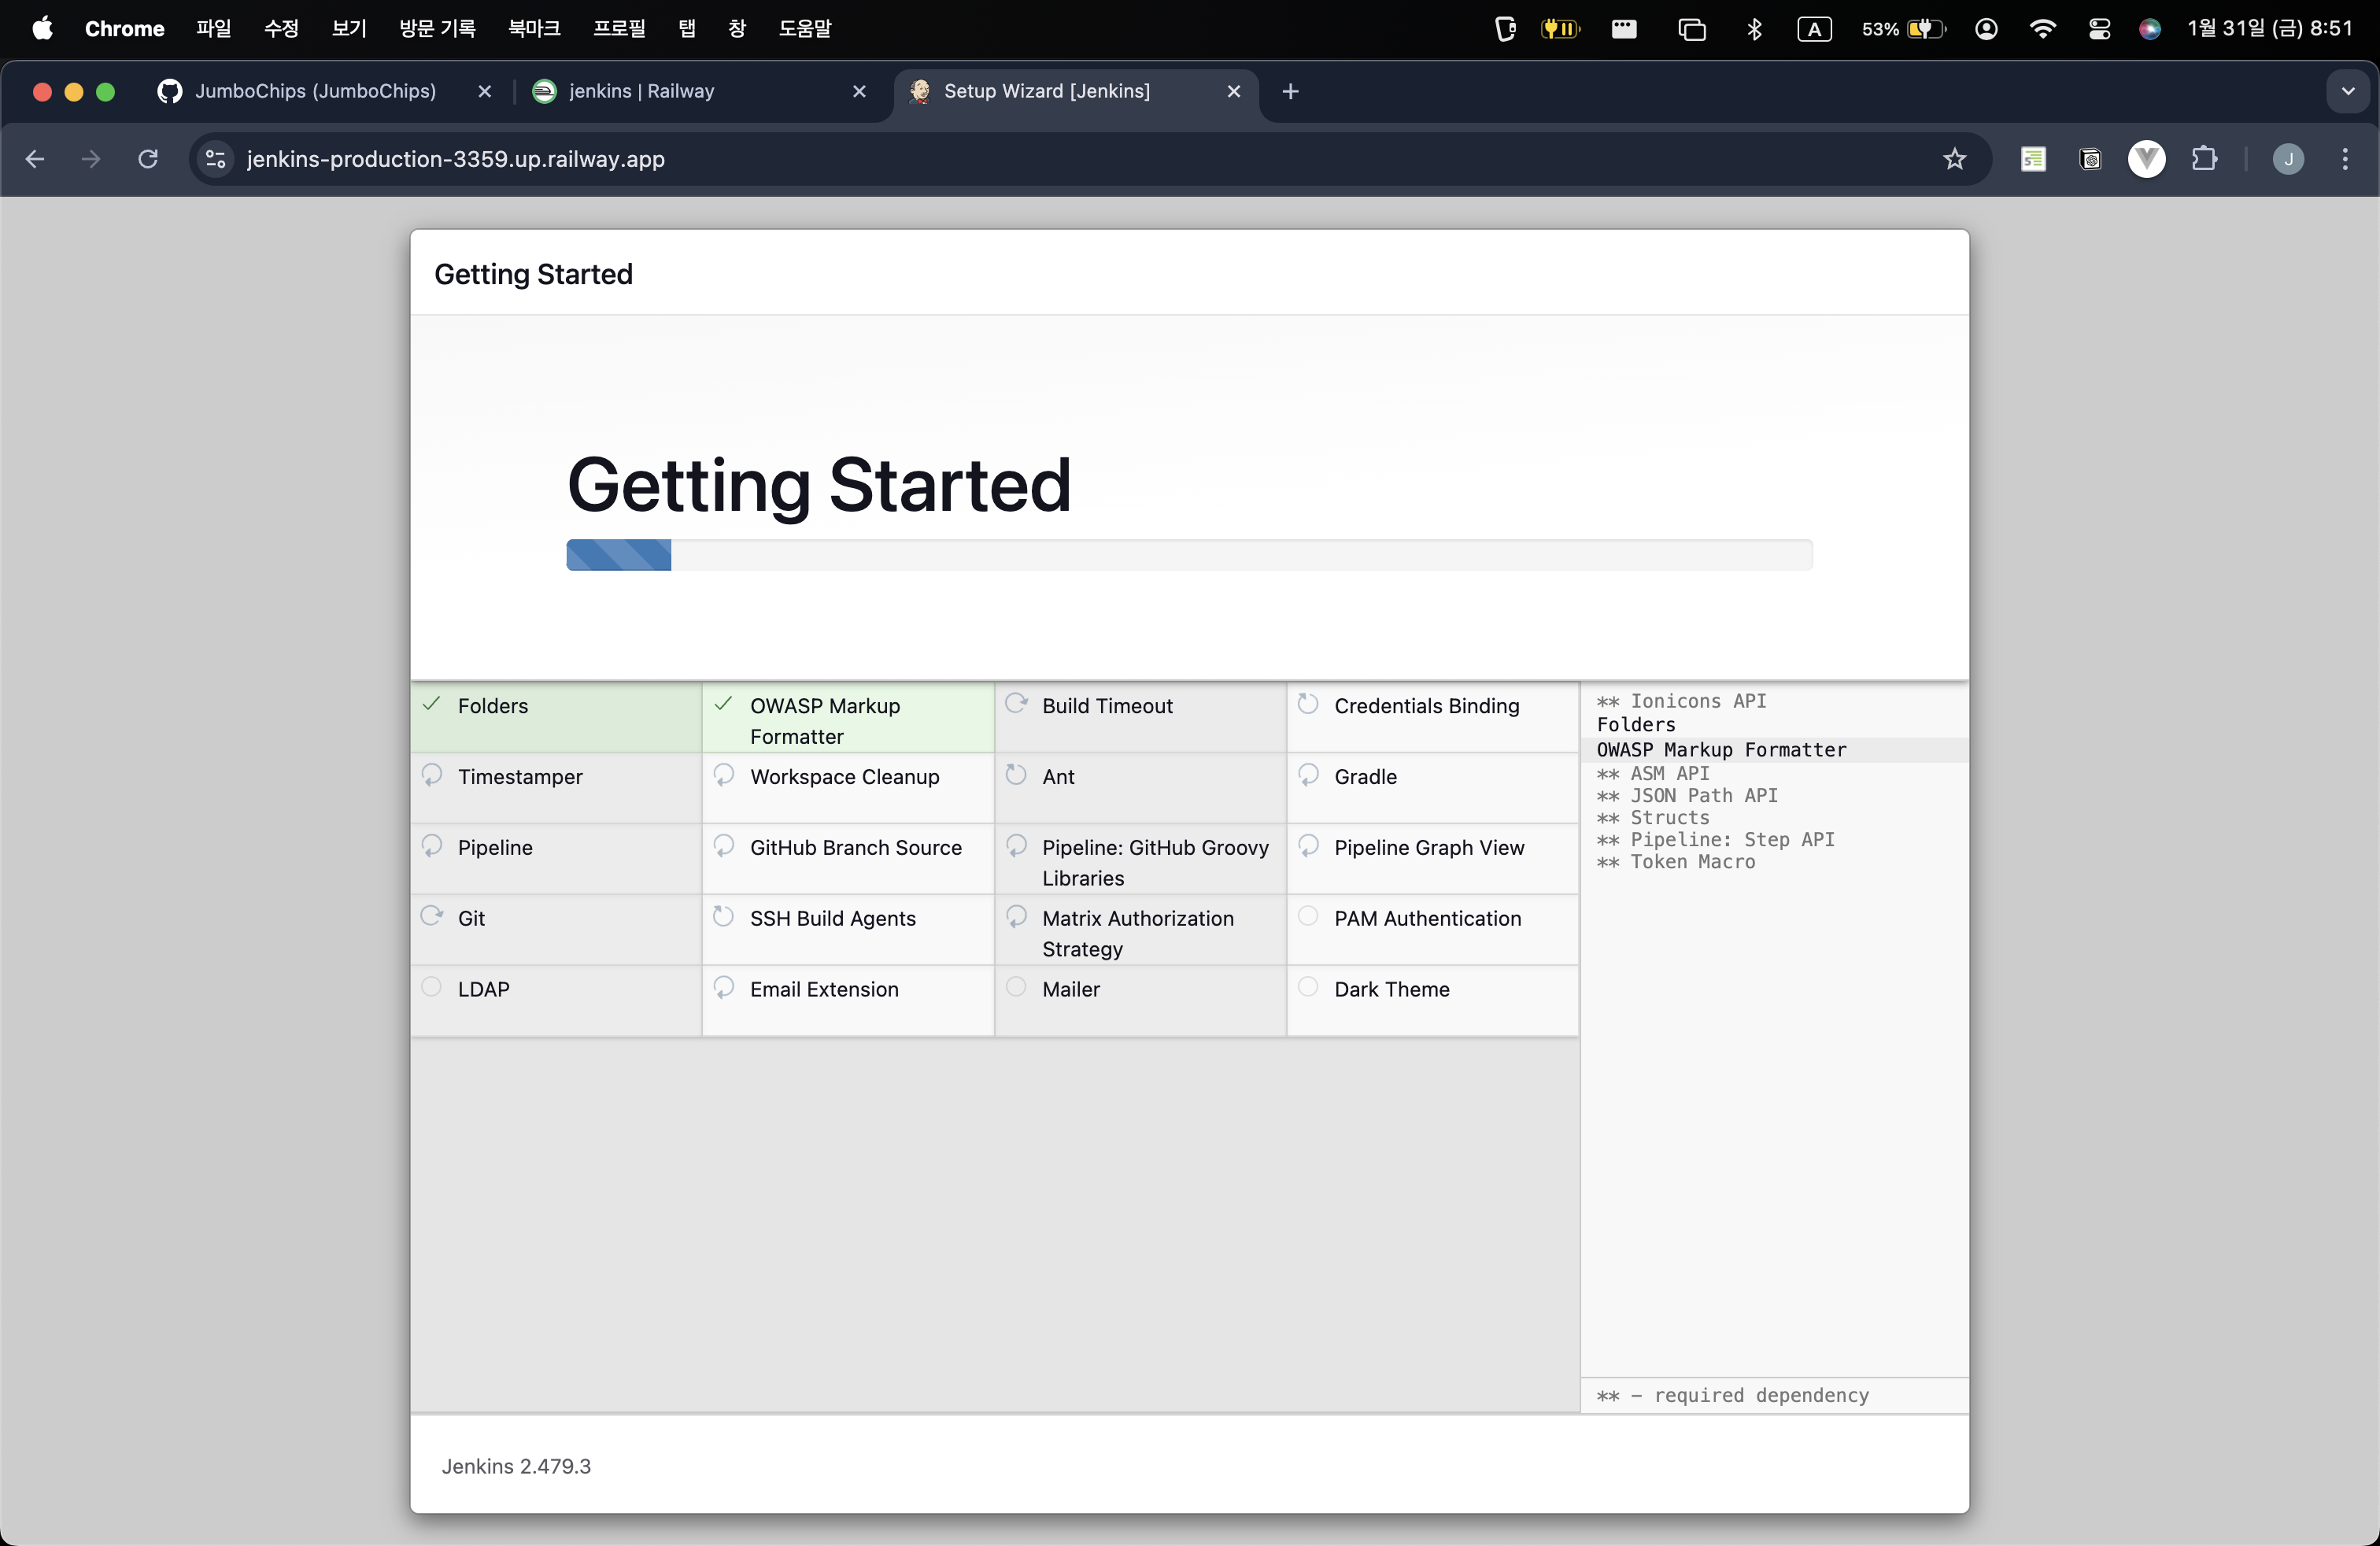 Chrome 파일 수정 보기 방문 기록 북마크 프로필 탭 창 도움말 A 53% 1월 31일 (금) 8:51
JumboChips (JumboChips) jenkins | Railway Setup Wizard [Jenkins]
jenkins-production-3359.up.railway.app J
Getting Started
Getting Started
Folders
OWASP Markup
Formatter
Build Timeout
Credentials Binding
Timestamper
Workspace Cleanup
Ant
Gradle
Pipeline
GitHub Branch Source
Pipeline: GitHub Groovy
Libraries
Pipeline Graph View
Git
SSH Build Agents
Matrix Authorization
Strategy
PAM Authentication
LDAP
Email Extension
Mailer
Dark Theme
** Ionicons API
Folders
OWASP Markup Formatter
** ASM API
** JSON Path API
** Structs
** Pipeline: Step API
** Token Macro
** - required dependency
Jenkins 2.479.3